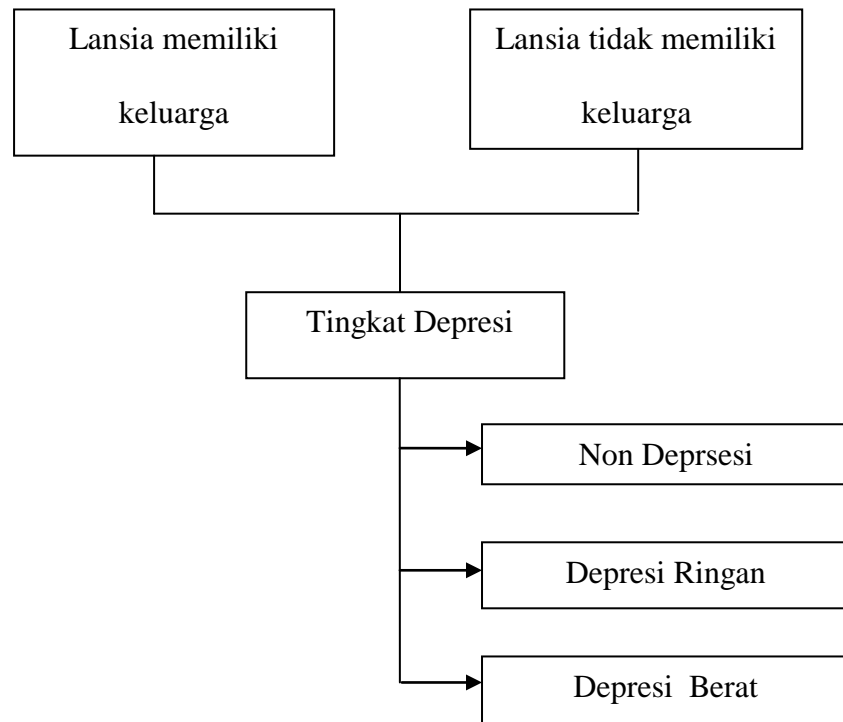 Lansia memiliki
keluarga
Lansia tidak memiliki
keluarga
Tingkat Depresi
Non Deprsesi
Depresi Ringan
Depresi Berat